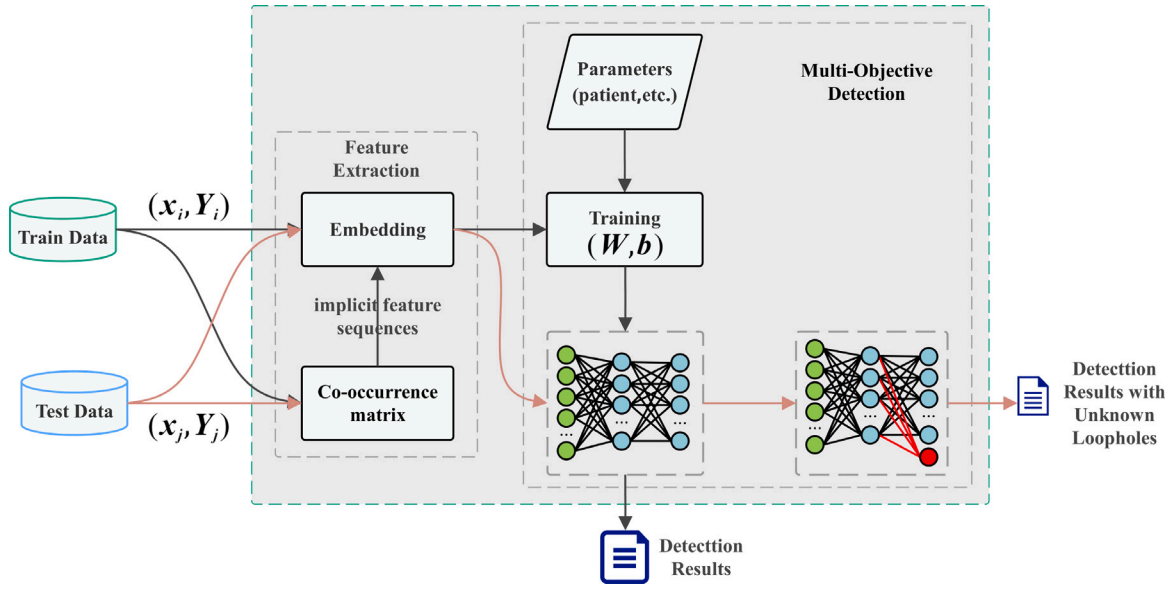 Parameters
(patient,etc.)
Multi-Objective
Detection
Feature
Extraction
(x_i, Y_i)
Train Data
Embedding
Training
(W,b)
implicit feature
sequences
Test Data
(x_j, Y_j)
Co-occurrence
matrix
...
...
...
...
...
...
Detecttion
Results with
Unknown
Loopholes
Detecttion
Results